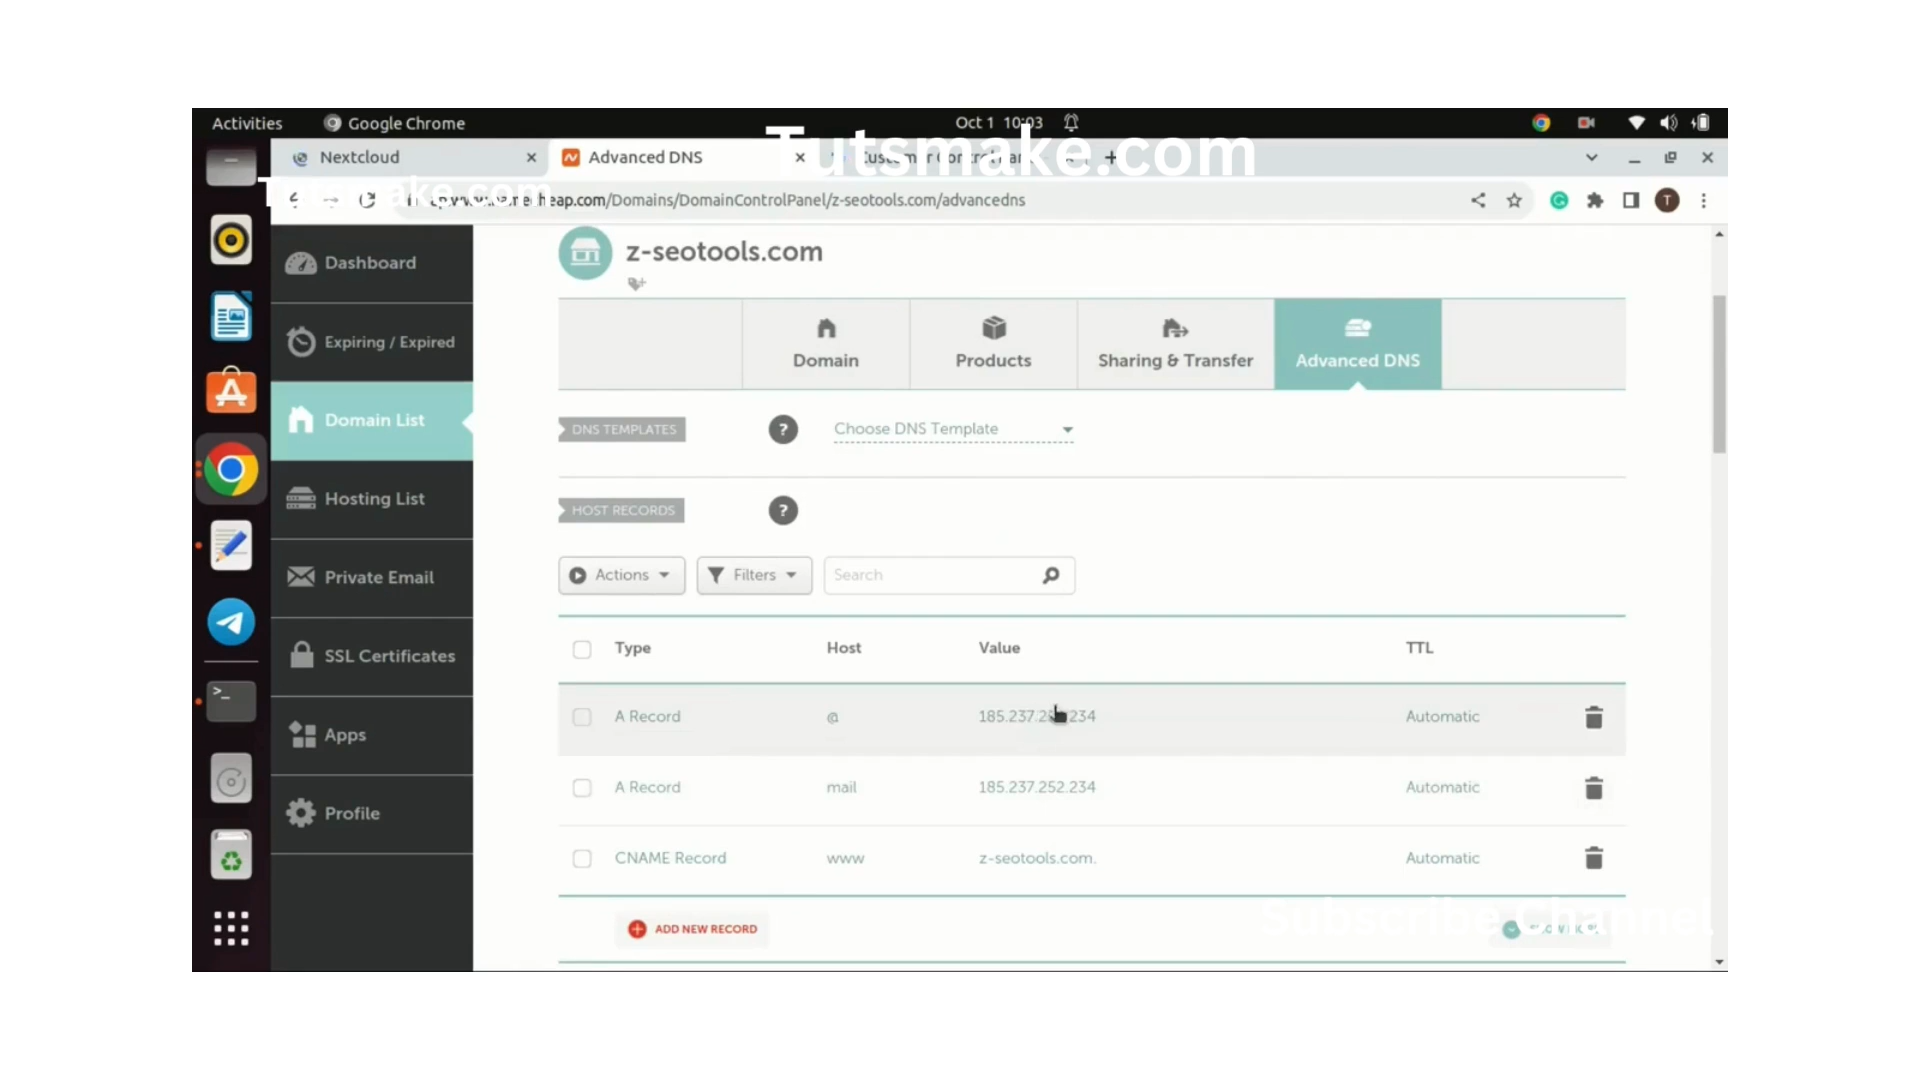 Activities
Google Chrome
Oct 1 10:03
Tutsmake.com
Nextcloud
Advanced DNS
Tutsmake.com
/Domains/DomainControlPanel/z-seotools.com/advancedns
T
z-seotools.com
Dashboard
Expiring / Expired
Domain List
Hosting List
Private Email
SSL Certificates
Apps
Profile
Domain
Products
Sharing & Transfer
Advanced DNS
DNS TEMPLATES
?
Choose DNS Template
HOST RECORDS
?
Actions
Filters
Search
Type Host Value TTL
A Record @ Automatic
A Record mail 185.237.252.234 Automatic
CNAME Record www z-seotools.com. Automatic
ADD NEW RECORD
Subscribe Channel